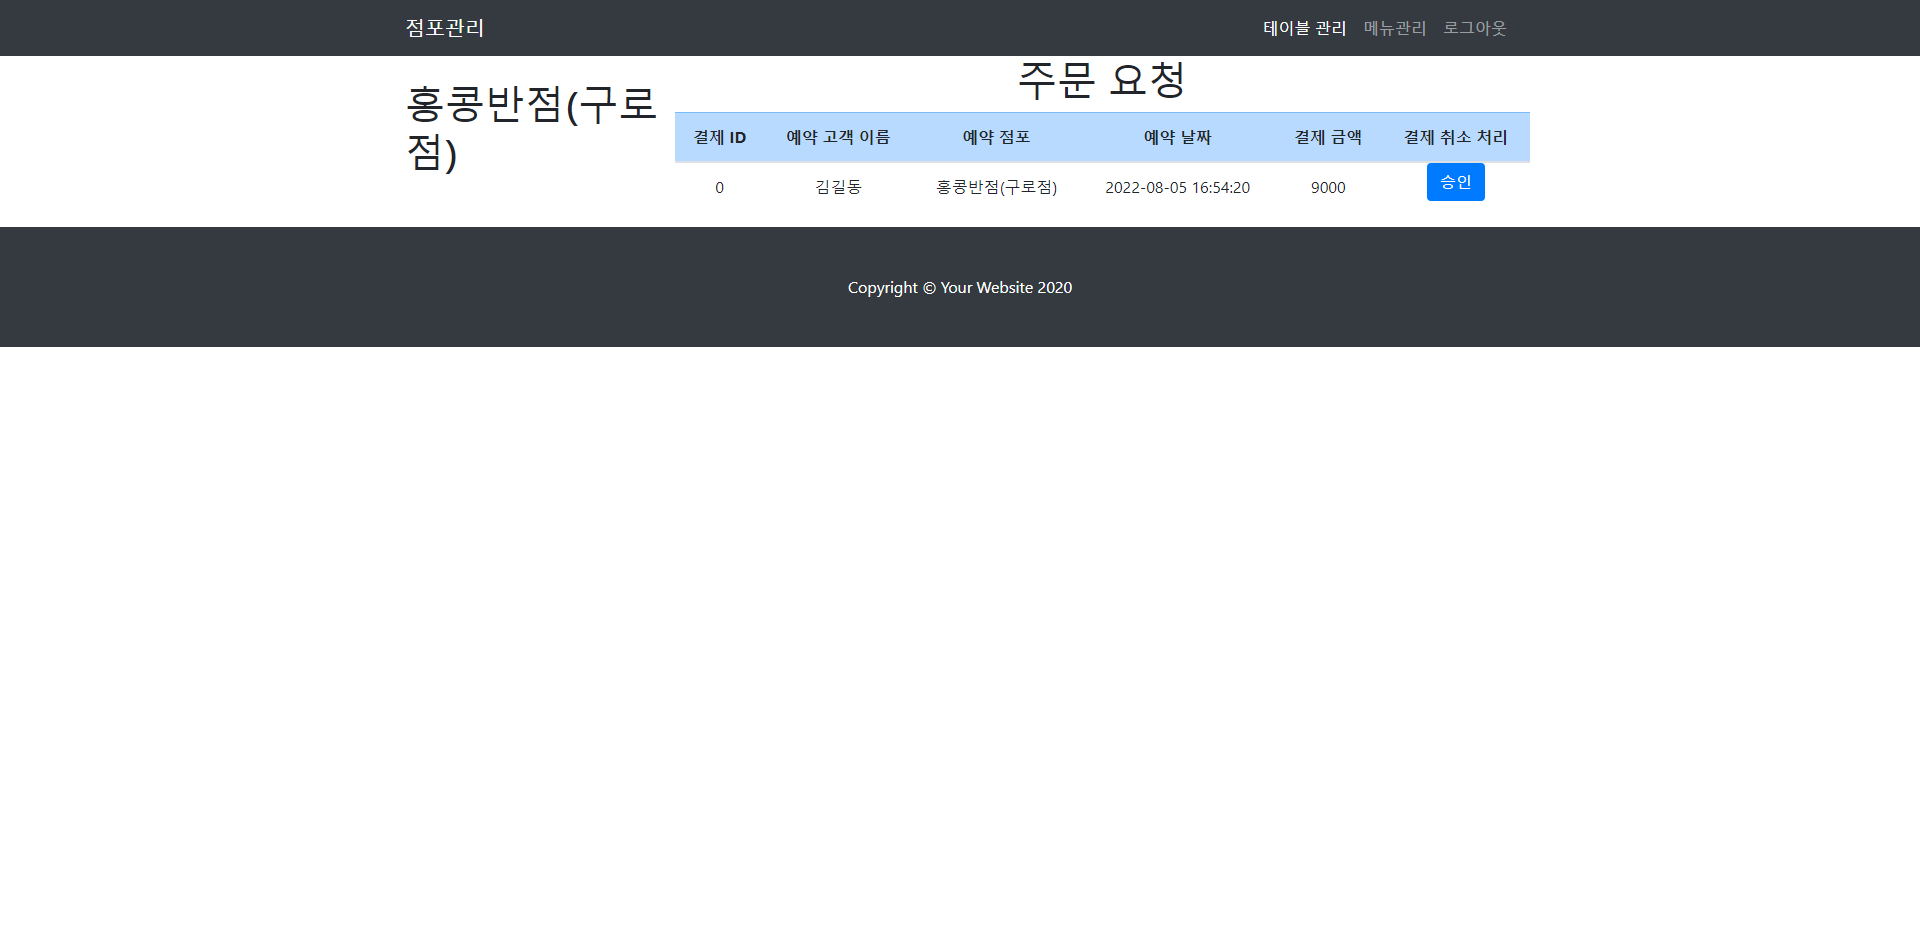 점포관리 테이블 관리 메뉴관리 로그아웃
홍콩반점(구로
점)
주문 요청
결제 ID 예약 고객 이름 예약 점포 예약 날짜 결제 금액 결제 취소 처리
0 김길동 홍콩반점(구로점) 2022-08-05 16:54:20 9000 승인
Copyright © Your Website 2020